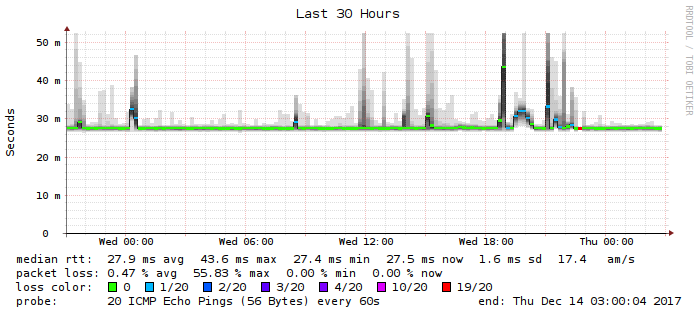 Last 30 Hours
RRDTOOL / TOBI OETIKER
Seconds
50 m
40 m
30 m
20 m
10 m
0
Wed 00:00 Wed 06:00 Wed 12:00 Wed 18:00 Thu 00:00
median rtt: 27.9 ms avg 43.6 ms max 27.4 ms min 27.5 ms now 1.6 ms sd 17.4 am/s
packet loss: 0.47 % avg 55.83 % max 0.00 % min 0.00 % now
loss color: 0 1/20 2/20 3/20 4/20 10/20 19/20
probe: 20 ICMP Echo Pings (56 Bytes) every 60s end: Thu Dec 14 03:00:04 2017